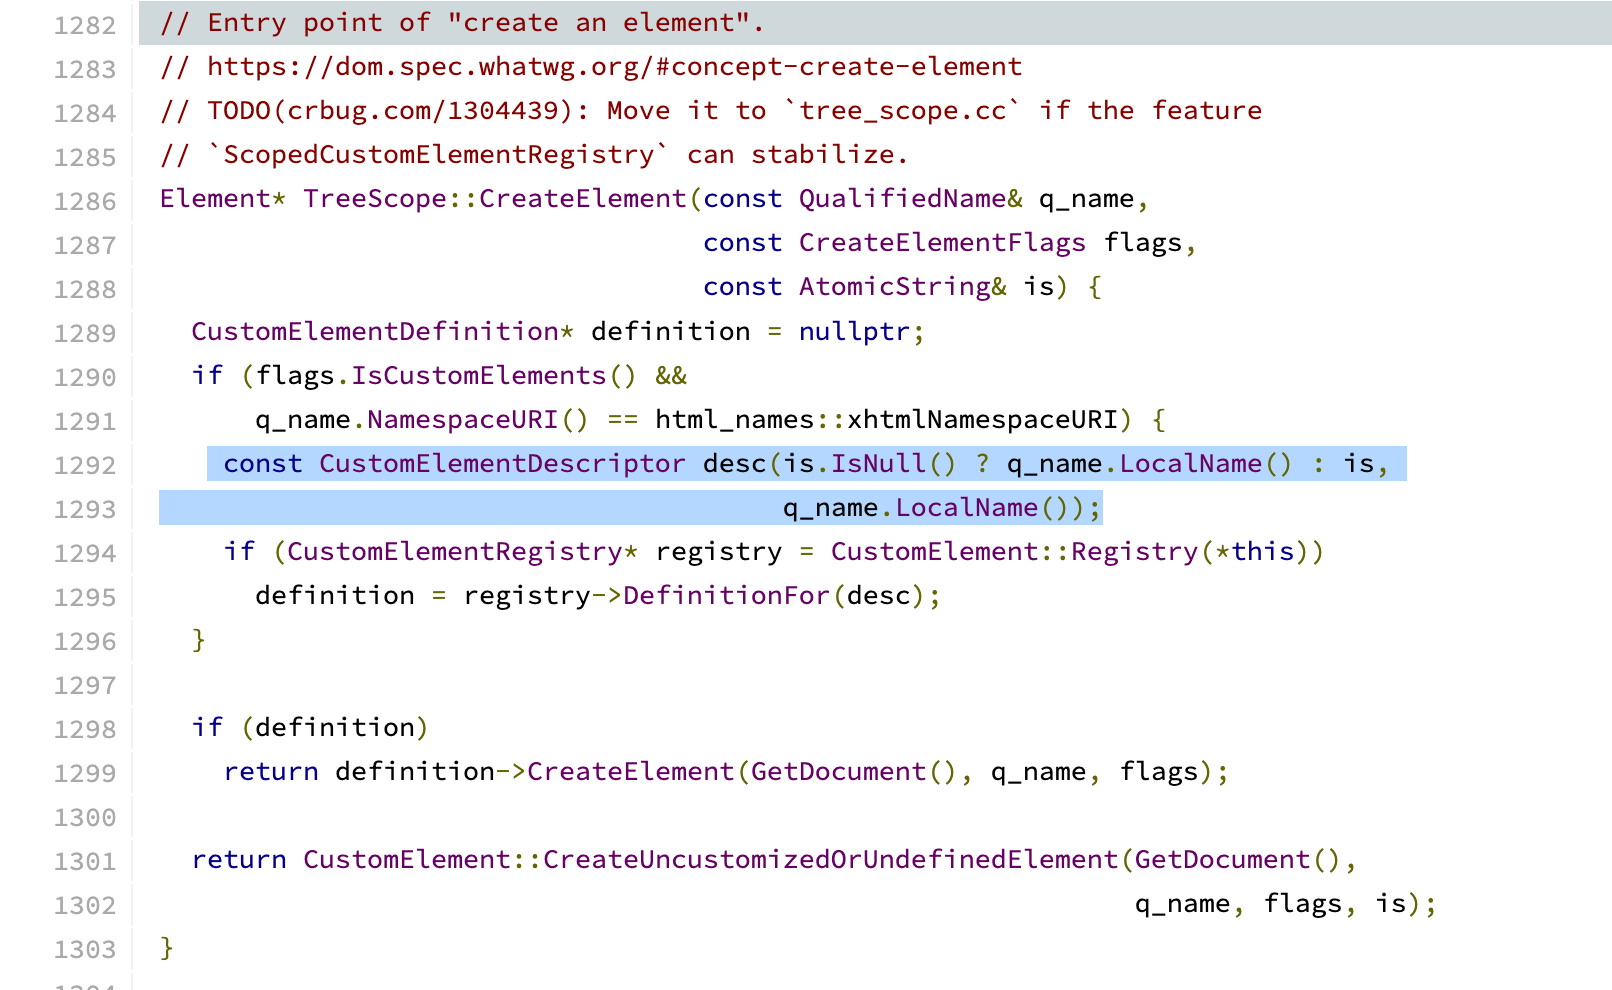 1282 // Entry point of "create an element".
1283 // https://dom.spec.whatwg.org/#concept-create-element
1284 // TODO(crbug.com/1304439): Move it to `tree_scope.cc` if the feature
1285 // `ScopedCustomElementRegistry` can stabilize.
1286 Element* TreeScope::CreateElement(const QualifiedName& q_name,
1287 const CreateElementFlags flags,
1288 const AtomicString& is) {
1289 CustomElementDefinition* definition = nullptr;
1290 if (flags.IsCustomElements() &&
1291 q_name.NamespaceURI() == html_names::xhtmlNamespaceURI) {
1292 const CustomElementDescriptor desc(is.IsNull() ? q_name.LocalName() : is,
1293 q_name.LocalName());
1294 if (CustomElementRegistry* registry = CustomElement::Registry(*this))
1295 definition = registry->DefinitionFor(desc);
1296 }
1297
1298 if (definition)
1299 return definition->CreateElement(GetDocument(), q_name, flags);
1300
1301 return CustomElement::CreateUncustomizedOrUndefinedElement(GetDocument(),
1302 q_name, flags, is);
1303 }